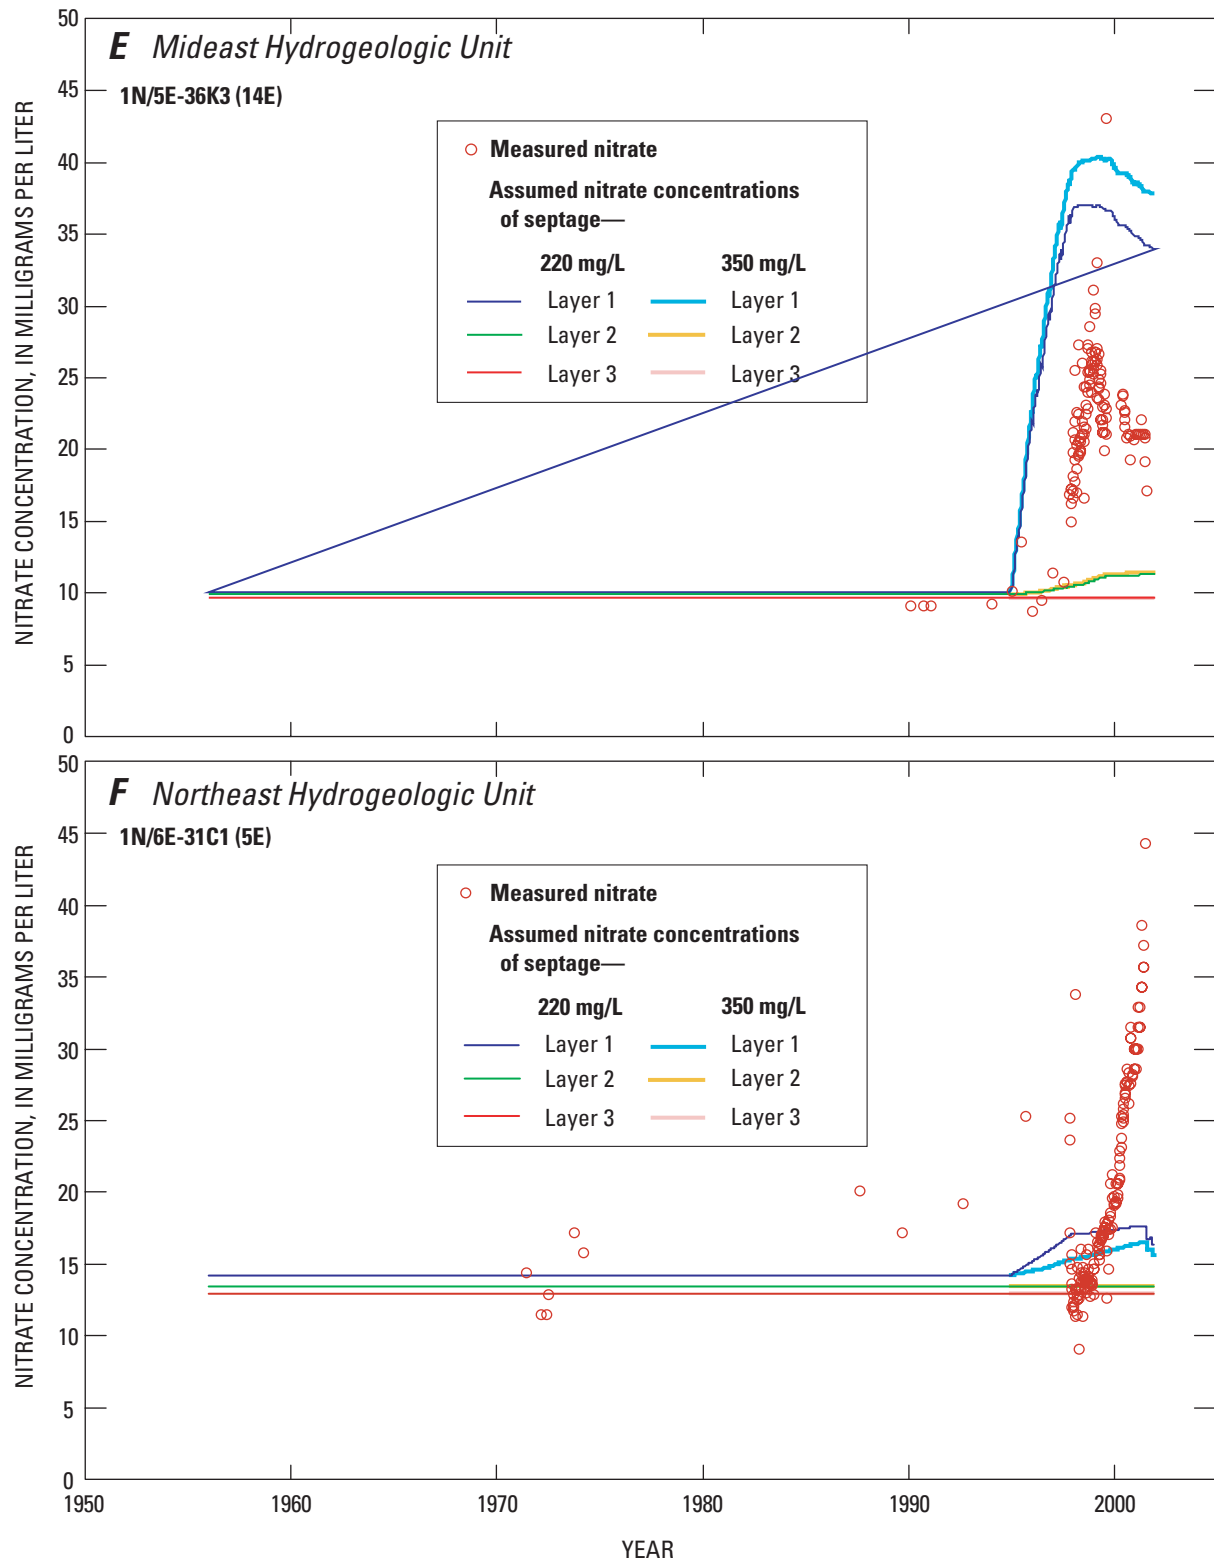 50
E Mideast Hydrogeologic Unit
45
1N/5E-36K3 (14E)
Measured nitrate
40
Assumed nitrate concentrations
of septage—
35
220 mg/L 350 mg/L
30
Layer 1 Layer 1
Layer 2 Layer 2
25
Layer 3 Layer 3
20
15
10
5
0
NITRATE CONCENTRATION, IN MILLIGRAMS PER LITER
50
F Northeast Hydrogeologic Unit
45
1N/6E-31C1 (5E)
Measured nitrate
40
Assumed nitrate concentrations
of septage—
35
220 mg/L 350 mg/L
30
Layer 1 Layer 1
Layer 2 Layer 2
25
Layer 3 Layer 3
20
15
10
5
0
NITRATE CONCENTRATION, IN MILLIGRAMS PER LITER
1950 1960 1970 1980 1990 2000
YEAR